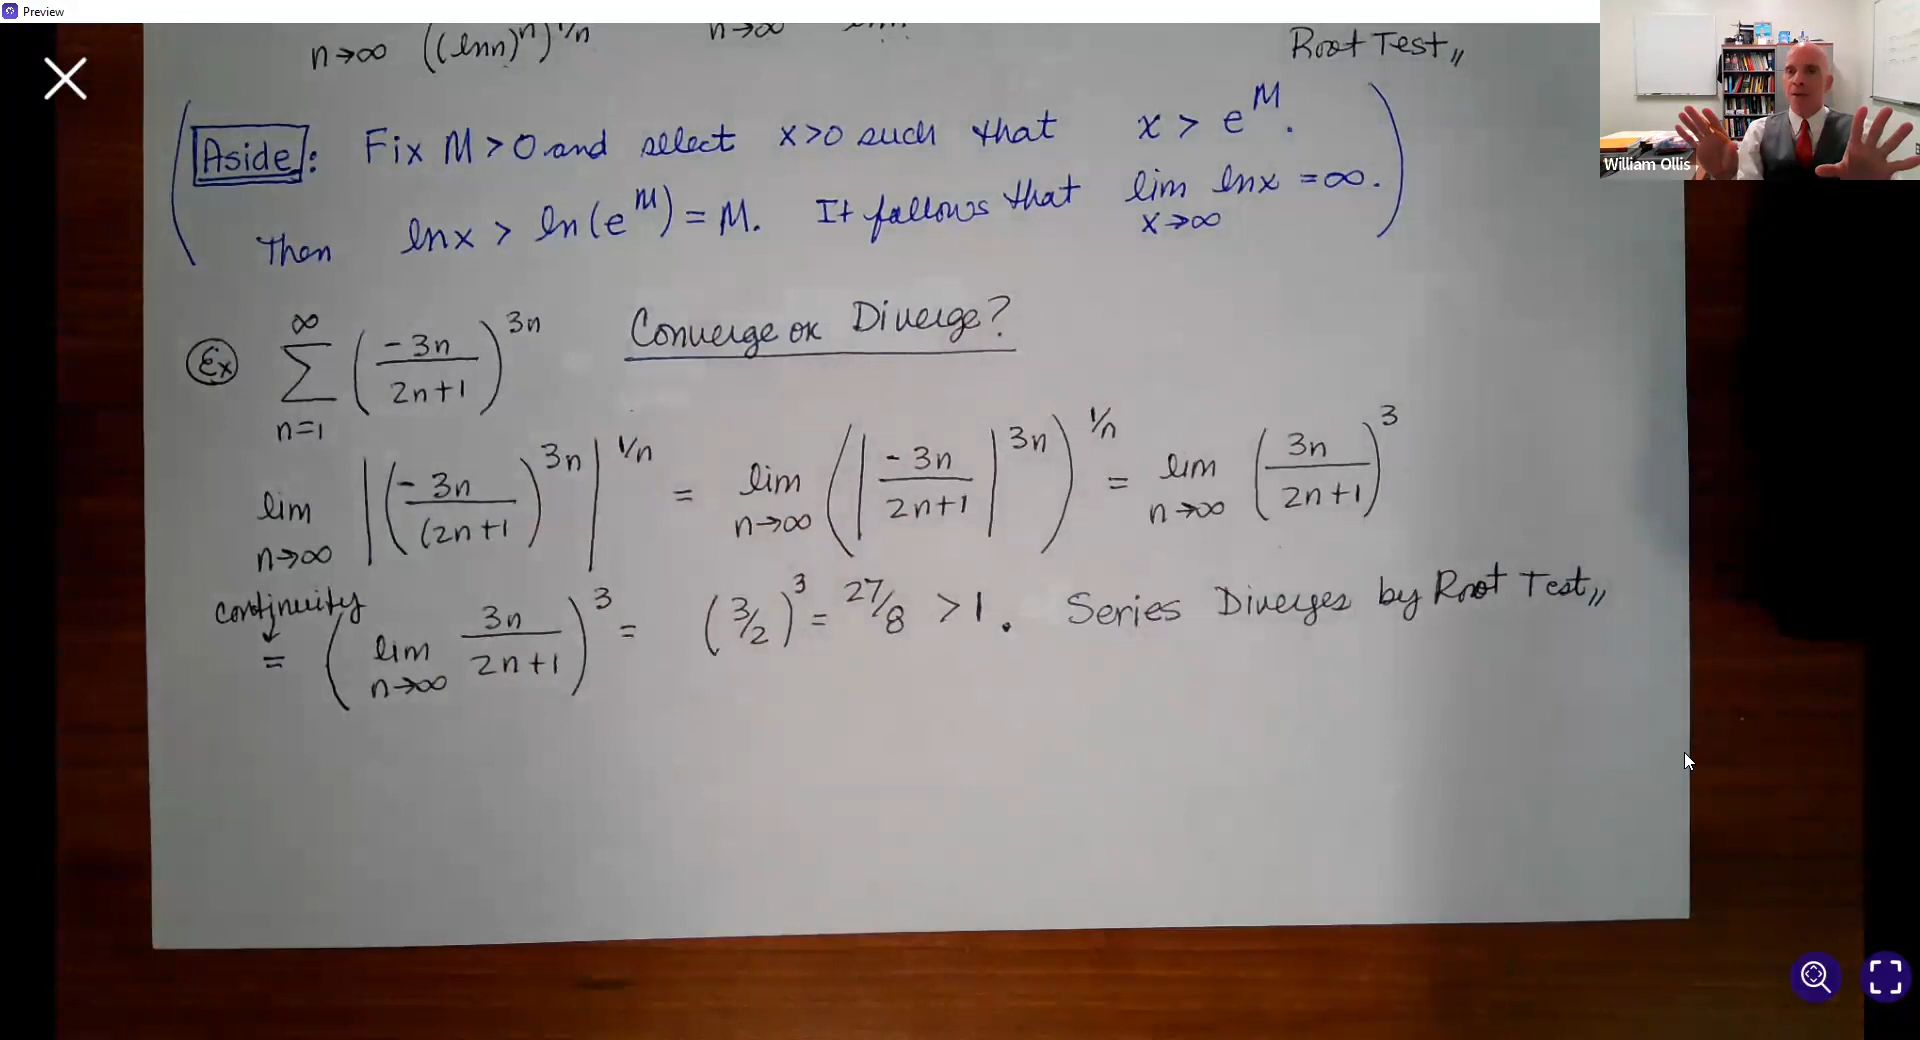 Preview
n→∞ ((ln n)^n)^1/n n→∞
Root Test,,
William Ollis
Aside: Fix M > 0 and select x>0 such that x > e^M.
Then ln x > ln(e^M) = M. It follows that lim x→∞ ln x = ∞.)
Ex ∞ Σ n=1 (-3n / 2n+1)^3n Converge or Diverge?
lim n→∞ |(-3n / (2n+1)^3n|^1/n = lim n→∞ (|-3n / 2n+1|^3n)^1/n = lim n→∞ (3n / 2n+1)^3
continuity
= (lim n→∞ 3n / 2n+1)^3 = (3/2)^3 = 27/8 > 1. Series Diverges by Root Test,,